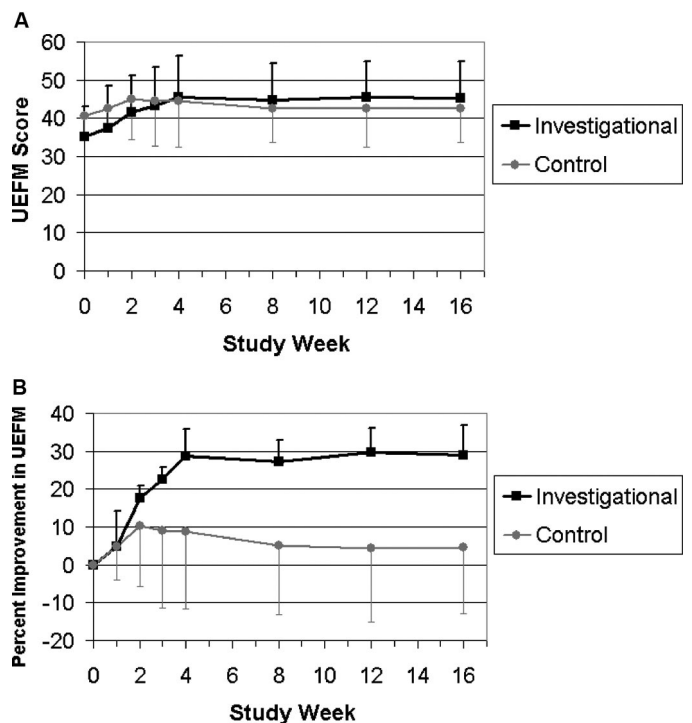 A
UEFM Score
60
50
40
30
20
10
0
0 2 4 6 8 10 12 14 16
Study Week
Investigational
Control
B
Percent Improvement in UEFM
40
30
20
10
0
-10
-20
0 2 4 6 8 10 12 14 16
Study Week
Investigational
Control